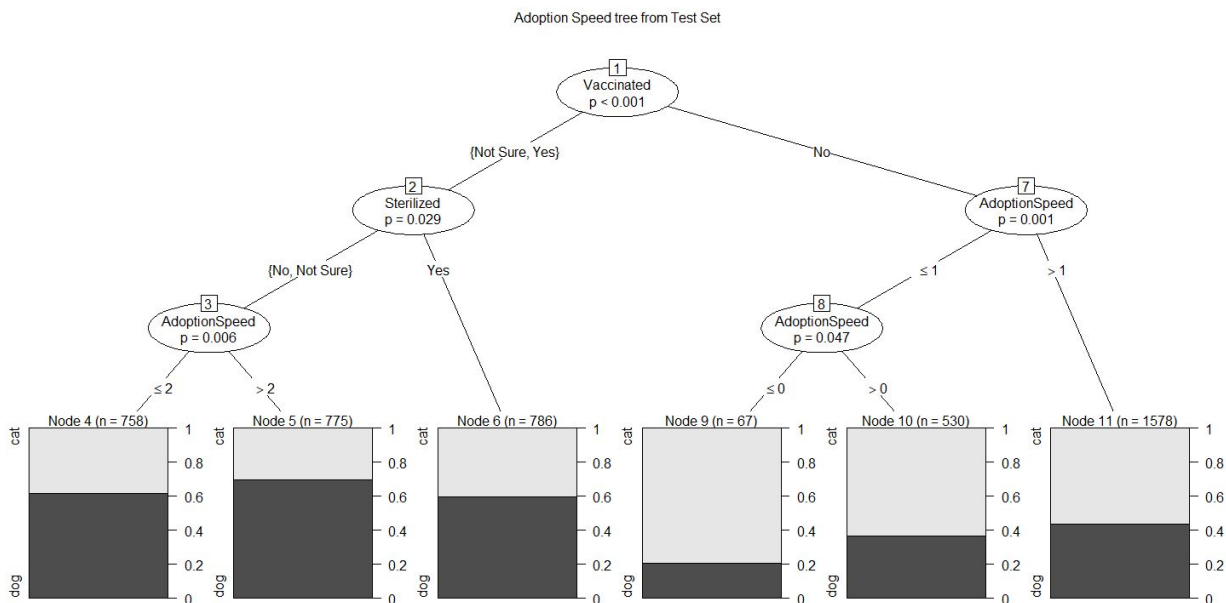 Adoption Speed tree from Test Set
1
Vaccinated
p < 0.001
{Not Sure, Yes}
No
2
Sterilized
p = 0.029
7
AdoptionSpeed
p = 0.001
{No, Not Sure}
Yes
≤ 1
> 1
3
AdoptionSpeed
p = 0.006
8
AdoptionSpeed
p = 0.047
≤ 2
> 2
≤ 0
> 0
Node 4 (n = 758)
cat
dog
1
0.8
0.6
0.4
0.2
0
Node 5 (n = 775)
cat
dog
1
0.8
0.6
0.4
0.2
0
Node 6 (n = 786)
cat
dog
1
0.8
0.6
0.4
0.2
0
Node 9 (n = 67)
cat
dog
1
0.8
0.6
0.4
0.2
0
Node 10 (n = 530)
cat
dog
1
0.8
0.6
0.4
0.2
0
Node 11 (n = 1578)
cat
dog
1
0.8
0.6
0.4
0.2
0